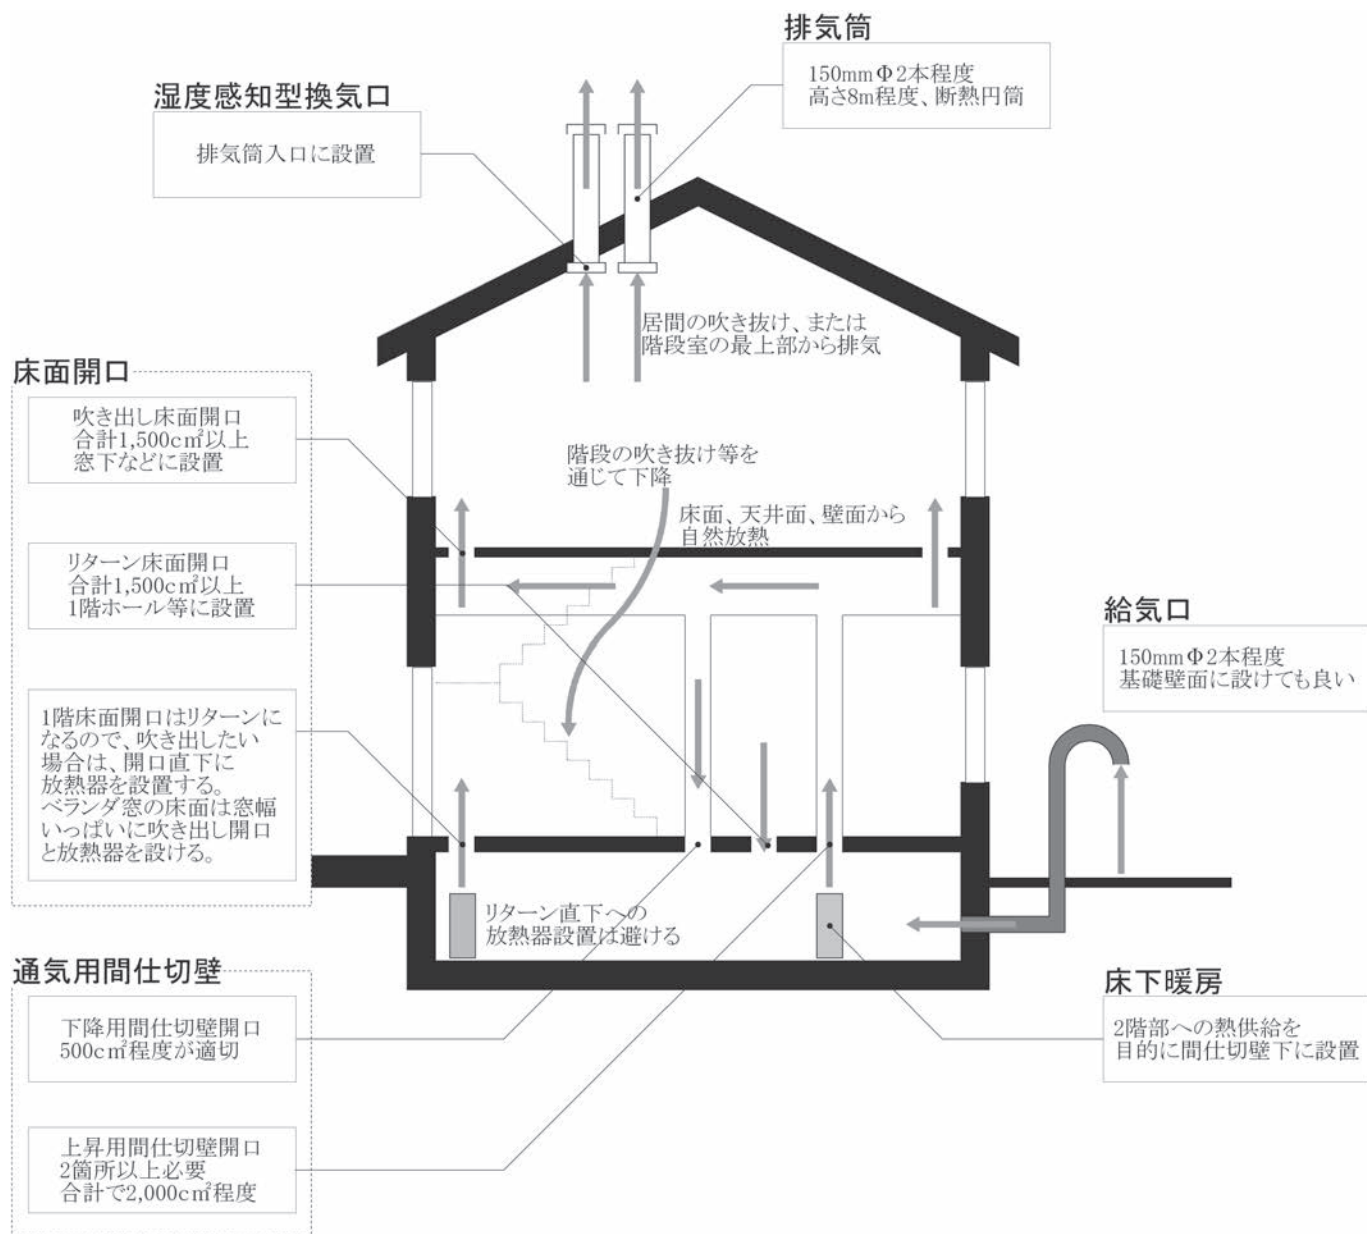 排気筒
150mmΦ2本程度
高さ8m程度、断熱円筒
湿度感知型換気口
排気筒入口に設置
居間の吹き抜け、または
階段室の最上部から排気
床面開口
吹き出し床面開口
合計1,500c㎡以上
窓下などに設置
リターン床面開口
合計1,500c㎡以上
1階ホール等に設置
1階床面開口はリターンに
なるので、吹き出したい
場合は、開口直下に
放熱器を設置する。
ベランダ窓の床面は窓幅
いっぱいに吹き出し開口
と放熱器を設ける。
階段の吹き抜け等を
通じて下降
床面、天井面、壁面から
自然放熱
給気口
150mmΦ2本程度
基礎壁面に設けても良い
リターン直下への
放熱器設置は避ける
通気用間仕切壁
下降用間仕切壁開口
500c㎡程度が適切
上昇用間仕切壁開口
2箇所以上必要
合計で2,000c㎡程度
床下暖房
2階部への熱供給を
目的に間仕切壁下に設置